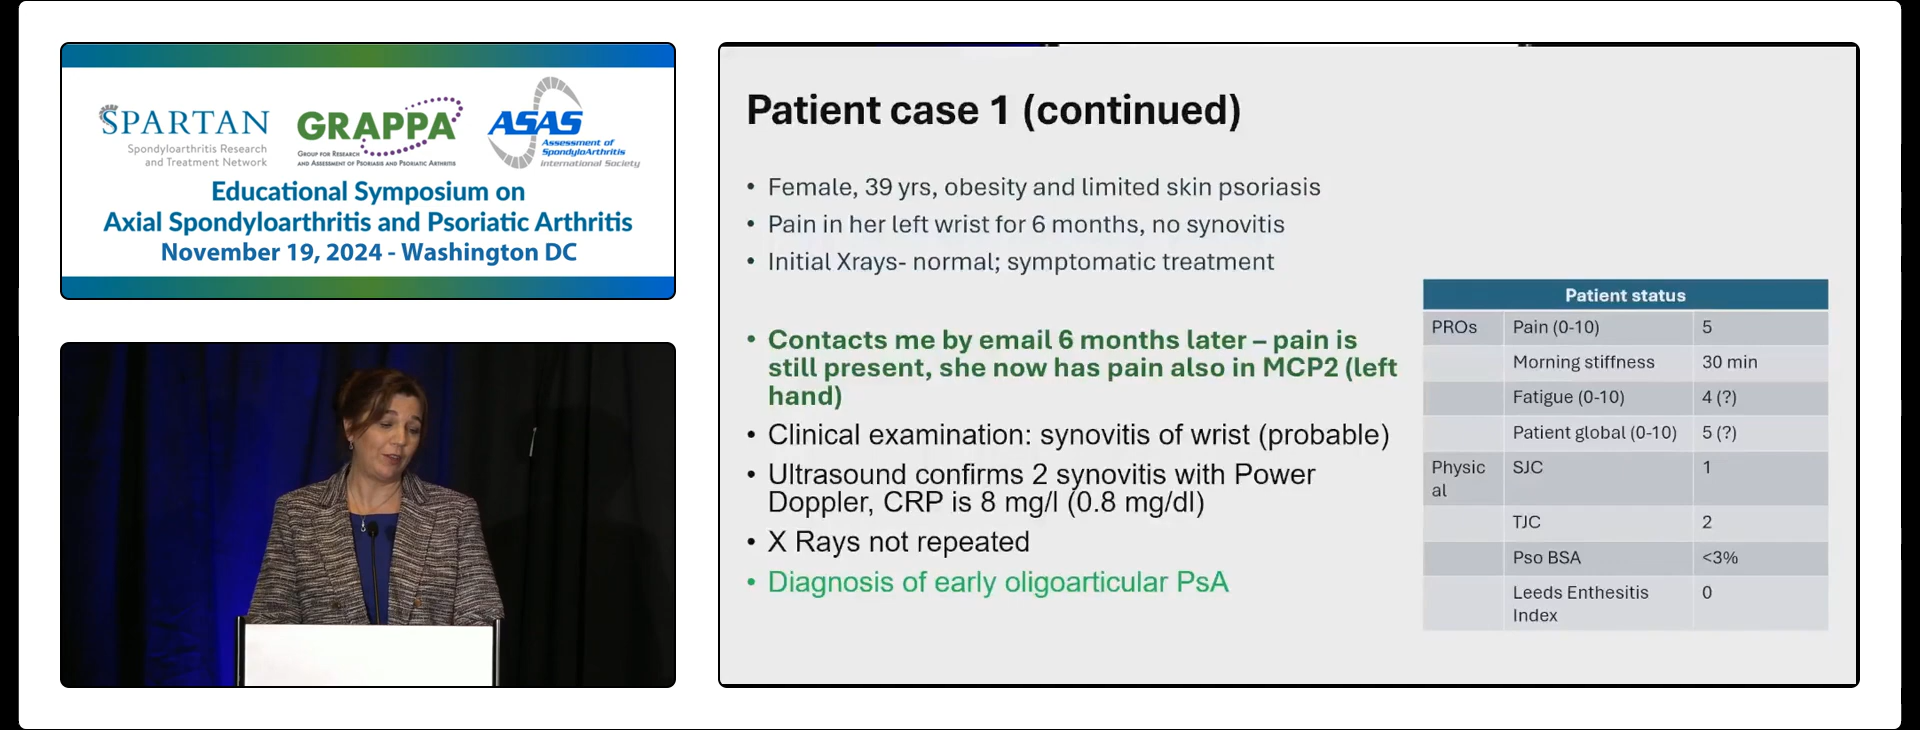 SPARTAN
Spondyloarthritis Research
and Treatment Network
GRAPPA
GROUP FOR RESEARCH
AND ASSESSMENT OF PSORIASIS AND PSORIATIC ARTHRITIS
ASAS
Assessment of
SpondyloArthritis
international Society
Educational Symposium on
Axial Spondyloarthritis and Psoriatic Arthritis
November 19, 2024 - Washington DC
Patient case 1 (continued)
• Female, 39 yrs, obesity and limited skin psoriasis
• Pain in her left wrist for 6 months, no synovitis
• Initial Xrays- normal; symptomatic treatment
• Contacts me by email 6 months later – pain is
still present, she now has pain also in MCP2 (left
hand)
• Clinical examination: synovitis of wrist (probable)
• Ultrasound confirms 2 synovitis with Power
Doppler, CRP is 8 mg/l (0.8 mg/dl)
• X Rays not repeated
• Diagnosis of early oligoarticular PsA
Patient status
PROs Pain (0-10) 5
Morning stiffness 30 min
Fatigue (0-10) 4 (?)
Patient global (0-10) 5 (?)
Physic SJC 1
al
TJC 2
Pso BSA <3%
Leeds Enthesitis 0
Index